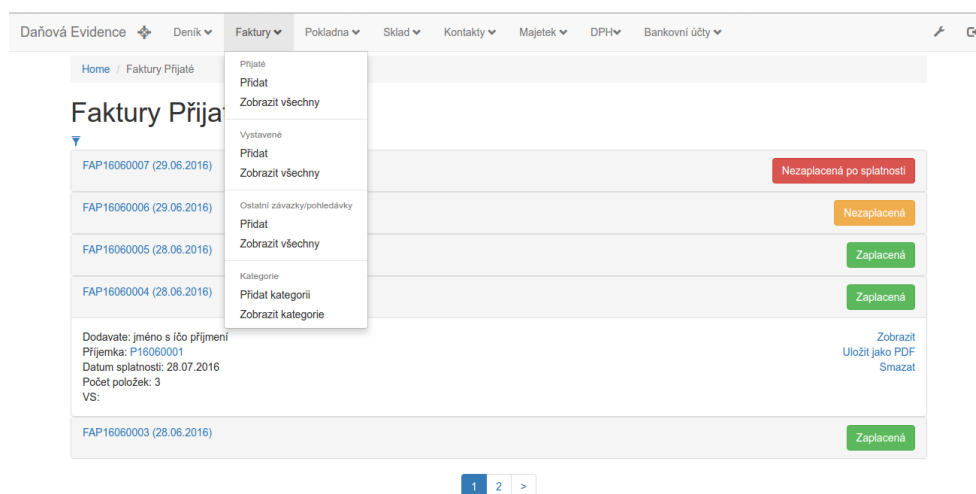 Daňová Evidence Deník Faktury Pokladna Sklad Kontakty Majetek DPH Bankovní účty
Home / Faktury Přijaté
Faktury Přija
Přijaté
Přidat
Zobrazit všechny
Vystavené
Přidat
Zobrazit všechny
Ostatní závazky/pohledávky
Přidat
Zobrazit všechny
Kategorie
Přidat kategorii
Zobrazit kategorie
FAP16060007 (29.06.2016) Nezaplacená po splatnosti
FAP16060006 (29.06.2016) Nezaplacená
FAP16060005 (28.06.2016) Zaplacená
FAP16060004 (28.06.2016) Zaplacená
Dodavate: jméno s íčo příjmení Zobrazit
Příjemka: P16060001 Uložit jako PDF
Datum splatnosti: 28.07.2016 Smazat
Počet položek: 3
VS:
FAP16060003 (28.06.2016) Zaplacená
1 2 >